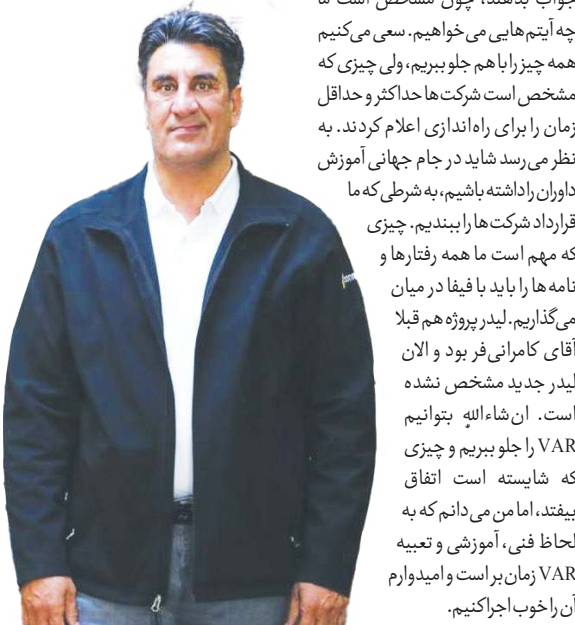 جواب بدهند، چون مشخص است ما
چه آیتم‌هایی می‌خواهیم. سعی می‌کنیم
همه چیز را با هم جلو ببریم، ولی چیزی که
مشخص است شرکت‌ها حداکثر و حداقل
زمان را برای راه‌اندازی اعلام کردند. به
نظر می‌رسد شاید در جام جهانی آموزش
داوران را داشته باشیم، به شرطی که ما
قرارداد شرکت‌ها را ببندیم. چیزی
که مهم است ما همه رفتارها و
نامه‌ها را باید با فیفا در میان
می‌گذاریم. لیدر پروژه هم قبلا
آقای کامرانی‌فر بود و الان
لیدر جدید مشخص نشده
است. ان‌شاءالله بتوانیم
VAR را جلو ببریم و چیزی
که شایسته است اتفاق
بیفتد، اما من می‌دانم که به
لحاظ فنی، آموزشی و تعبیه
VAR زمان‌بر است و امیدوارم
آن را خوب اجرا کنیم.